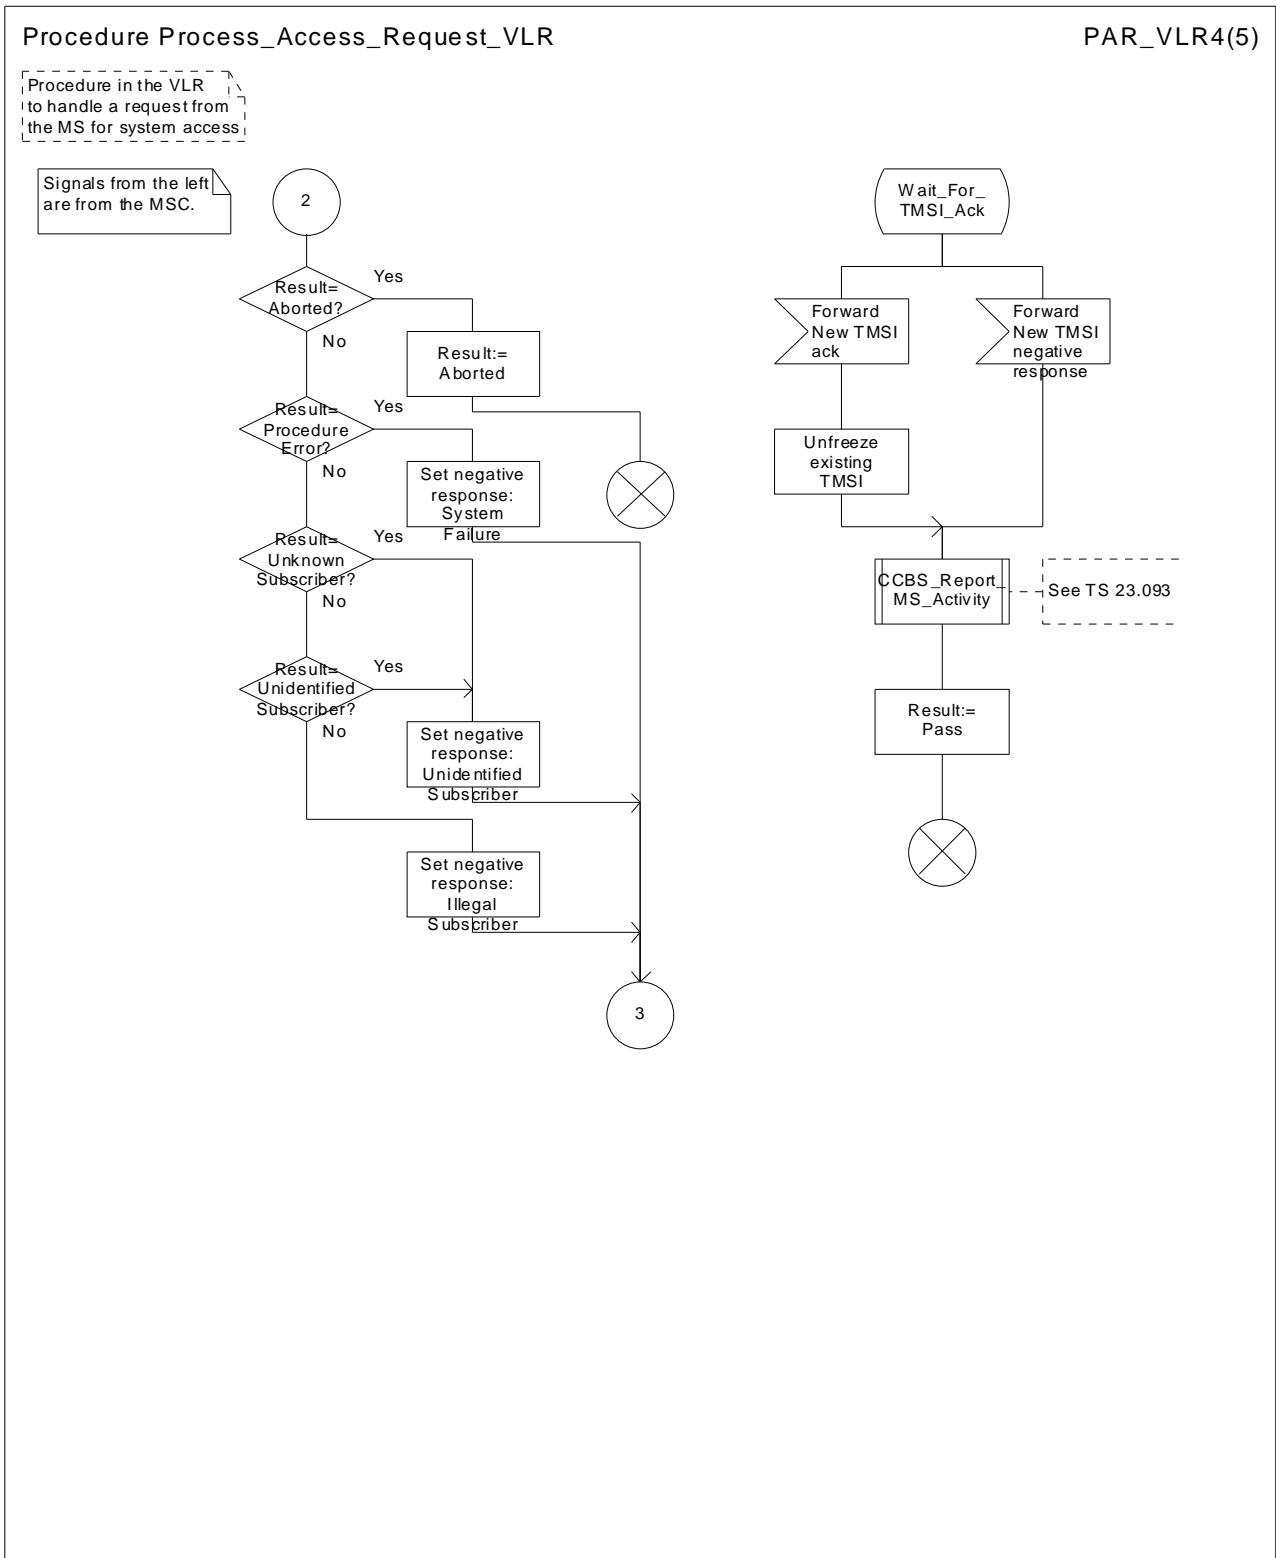 Procedure Process_Access_Request_VLR
PAR_VLR4(5)
Procedure in the VLR
to handle a request from
the MS for system access
Signals from the left
are from the MSC.
2
Result=
Aborted?
Yes
No
Result:=
Aborted
Result=
Procedure
Error?
Yes
No
Set negative
response:
System
Failure
Result=
Unknown
Subscriber?
Yes
No
Result=
Unidentified
Subscriber?
Yes
No
Set negative
response:
Unidentified
Subscriber
Set negative
response:
Illegal
Subscriber
3
Wait_For_
TMSI_Ack
Forward
New TMSI
ack
Forward
New TMSI
negative
response
Unfreeze
existing
TMSI
CCBS_Report_
MS_Activity
See TS 23.093
Result:=
Pass